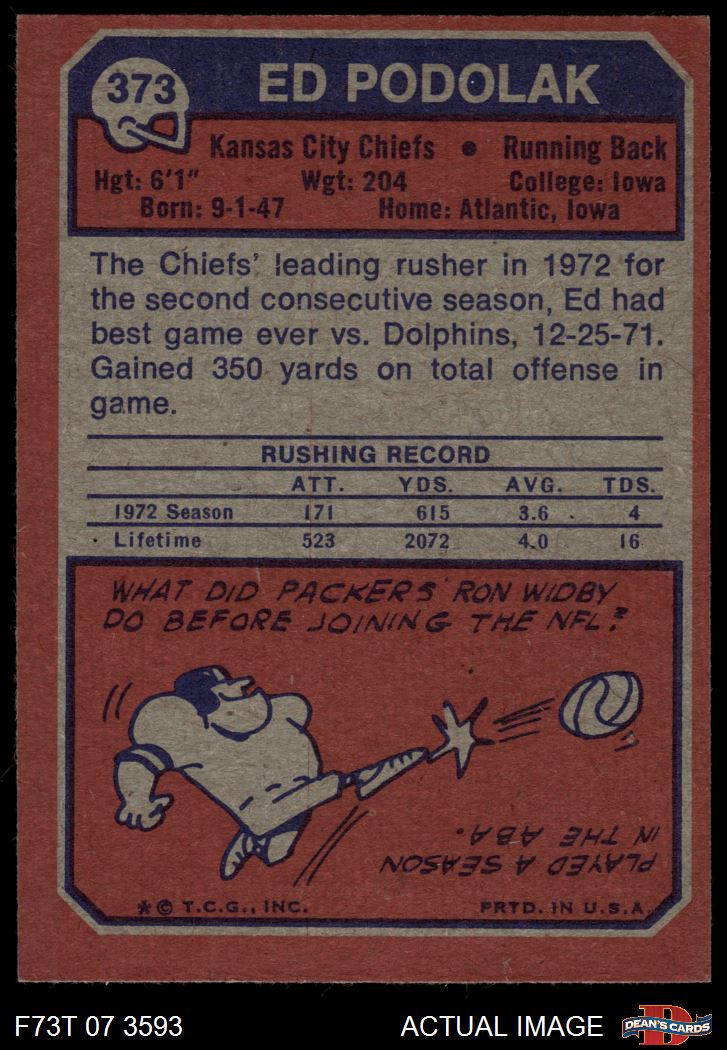 373
ED PODOLAK
Kansas City Chiefs • Running Back
Hgt: 6'1" Wgt: 204 College: Iowa
Born: 9-1-47 Home: Atlantic, Iowa
The Chiefs' leading rusher in 1972 for
the second consecutive season, Ed had
best game ever vs. Dolphins, 12-25-71.
Gained 350 yards on total offense in
game.
RUSHING RECORD
ATT. YDS. AVG. TDS.
1972 Season 171 615 3.6 4
Lifetime 523 2072 4.0 16
WHAT DID PACKERS' RON WIDBY
DO BEFORE JOINING THE NFL?
PLAYED A SEASON
IN THE ABA.
* © T.C.G., INC. PRTD. IN U.S.A.
F73T 07 3593 ACTUAL IMAGE
D
DEAN'S CARDS